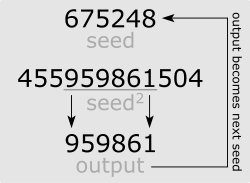 675248
seed
455959861504
seed²
959861
output
output becomes next seed